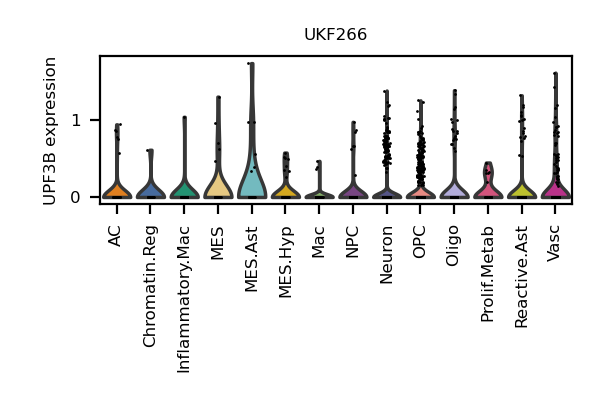 UKF266
UPF3B expression
1
0
AC
Chromatin.Reg
Inflammatory.Mac
MES
MES.Ast
MES.Hyp
Mac
NPC
Neuron
OPC
Oligo
Prolif.Metab
Reactive.Ast
Vasc